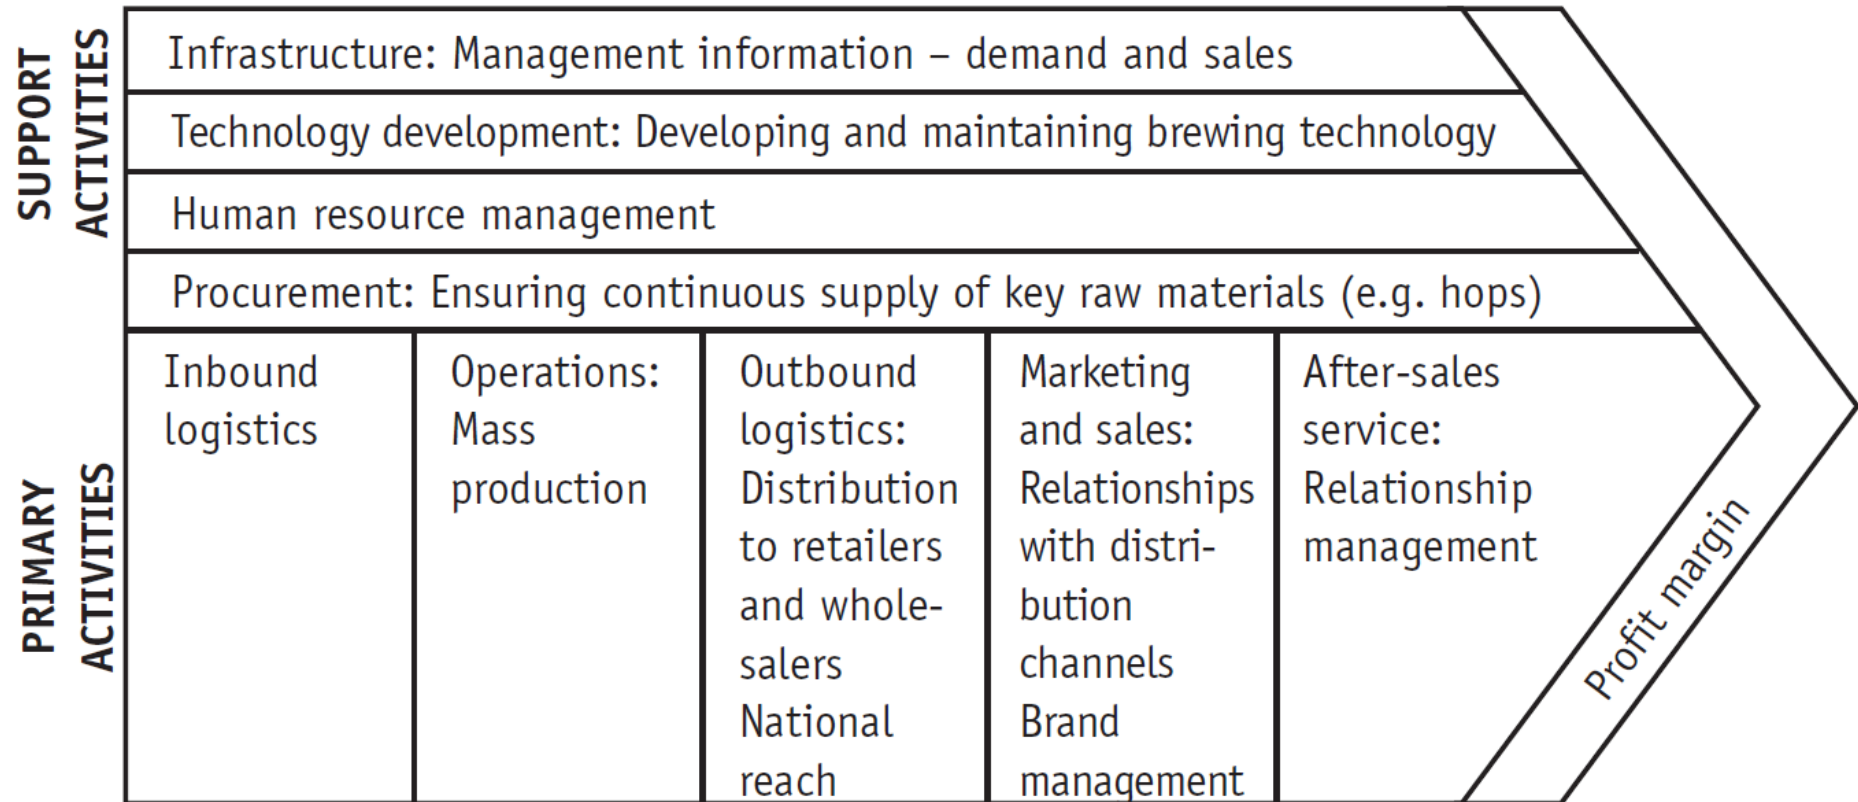 SUPPORT
ACTIVITIES
Infrastructure: Management information – demand and sales
Technology development: Developing and maintaining brewing technology
Human resource management
Procurement: Ensuring continuous supply of key raw materials (e.g. hops)
PRIMARY
ACTIVITIES
Inbound
logistics
Operations:
Mass
production
Outbound
logistics:
Distribution
to retailers
and whole-
salers
National
reach
Marketing
and sales:
Relationships
with distri-
bution
channels
Brand
management
After-sales
service:
Relationship
management
Profit margin